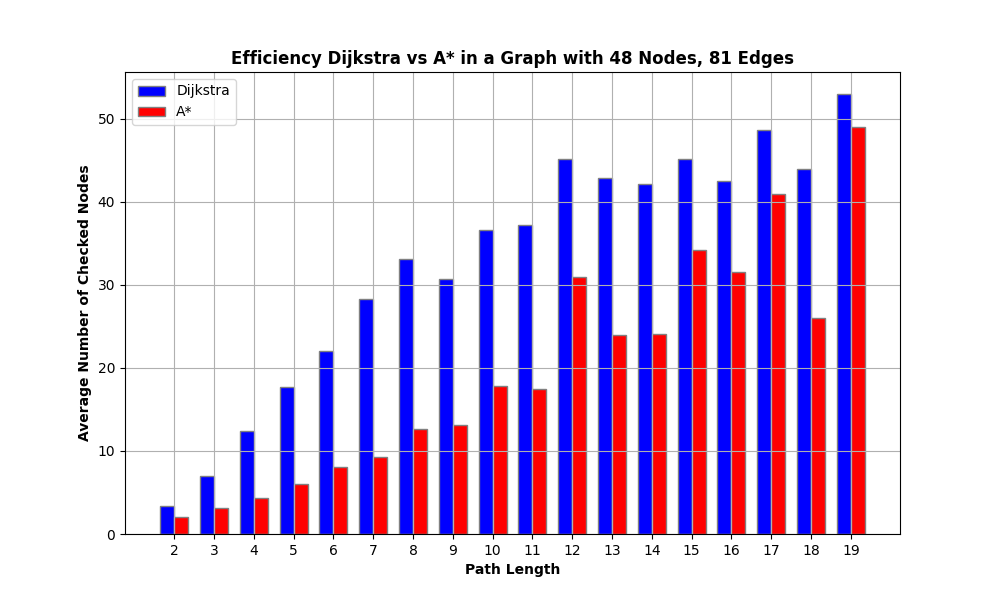 Efficiency Dijkstra vs A* in a Graph with 48 Nodes, 81 Edges
Dijkstra
A*
Average Number of Checked Nodes
50
40
30
20
10
0
2 3 4 5 6 7 8 9 10 11 12 13 14 15 16 17 18 19
Path Length